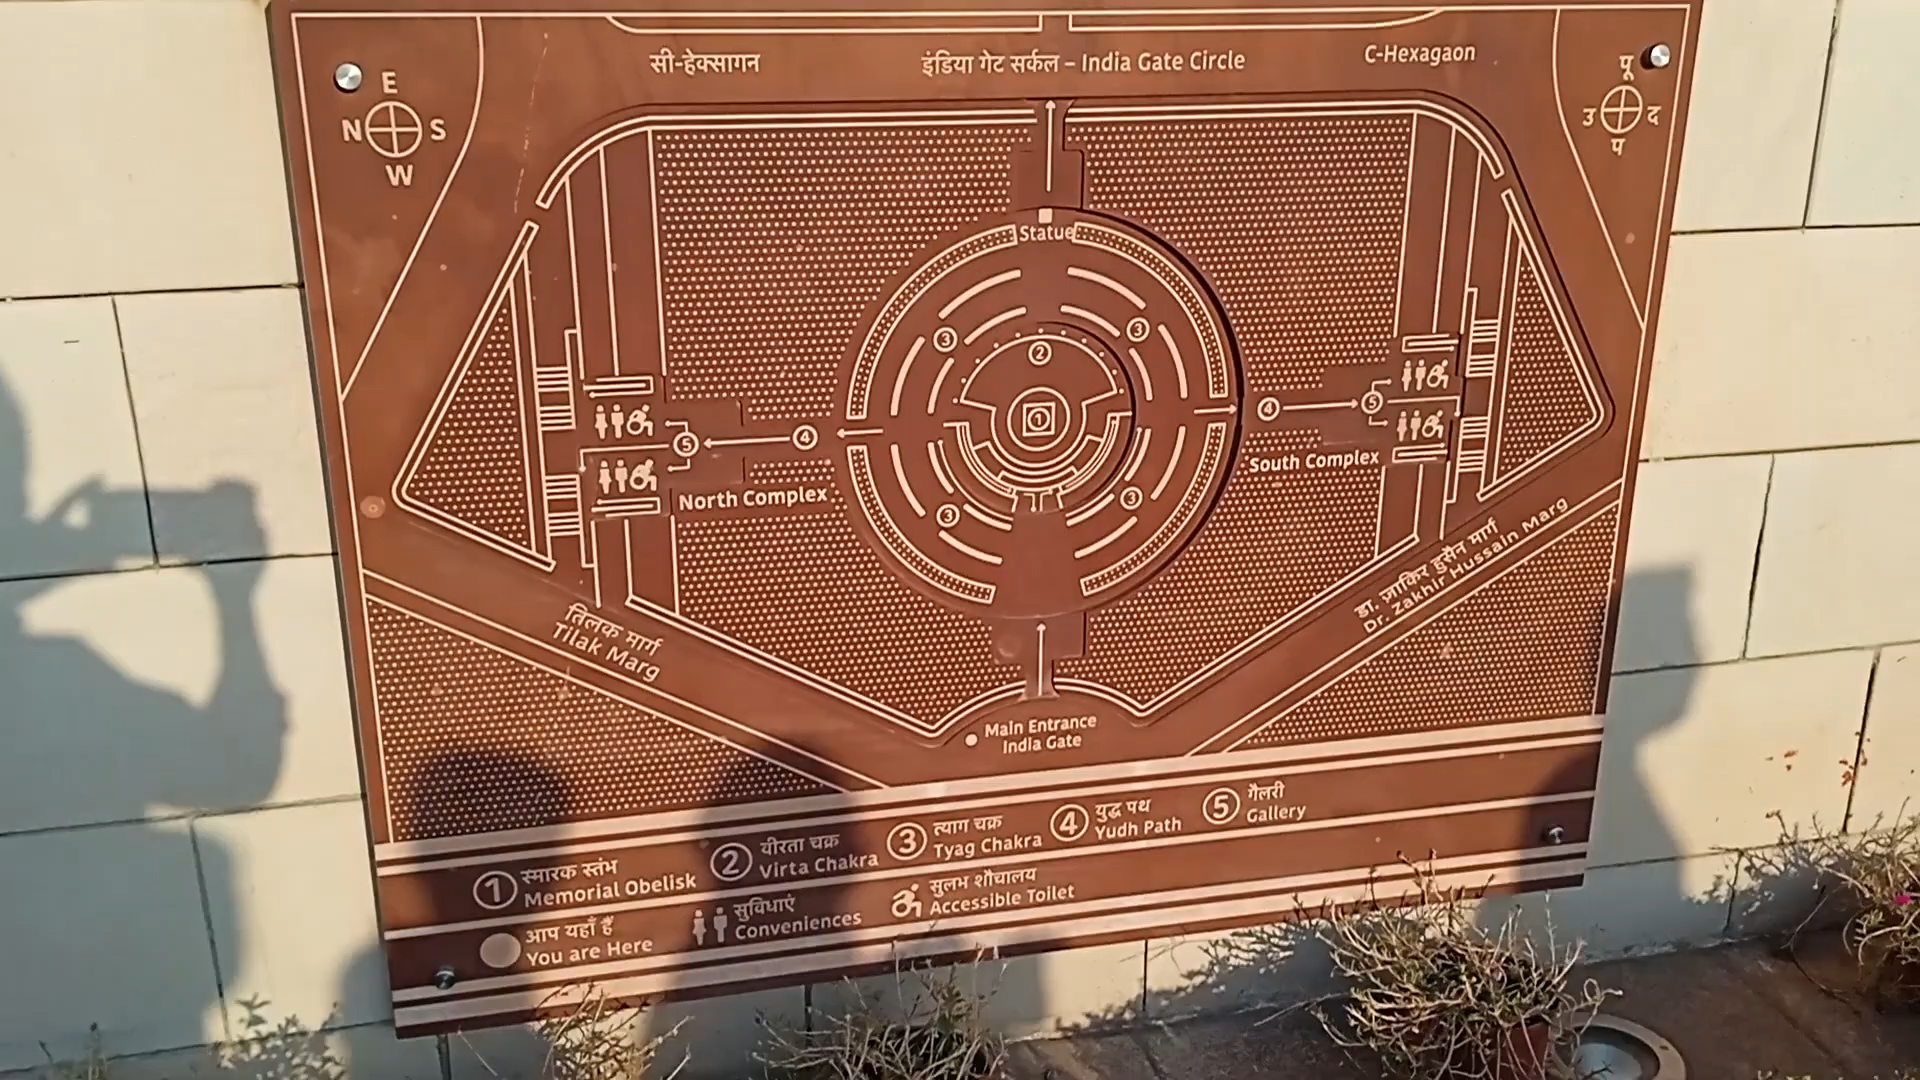 सी-हेक्सागन
इंडिया गेट सर्कल – India Gate Circle
C-Hexagaon
E
N S
W
पू
उ द
प
Statue
3
3
2
1
4
5
4
5
South Complex
North Complex
3
3
तिलक मार्ग
Tilak Marg
डा. ज़ाकिर हुसैन मार्ग
Dr. Zakhir Hussain Marg
Main Entrance
India Gate
1 स्मारक स्तंभ
Memorial Obelisk
2 वीरता चक्र
Virta Chakra
3 त्याग चक्र
Tyag Chakra
4 युद्ध पथ
Yudh Path
5 गैलरी
Gallery
आप यहाँ हैं
You are Here
सुविधाएं
Conveniences
सुलभ शौचालय
Accessible Toilet